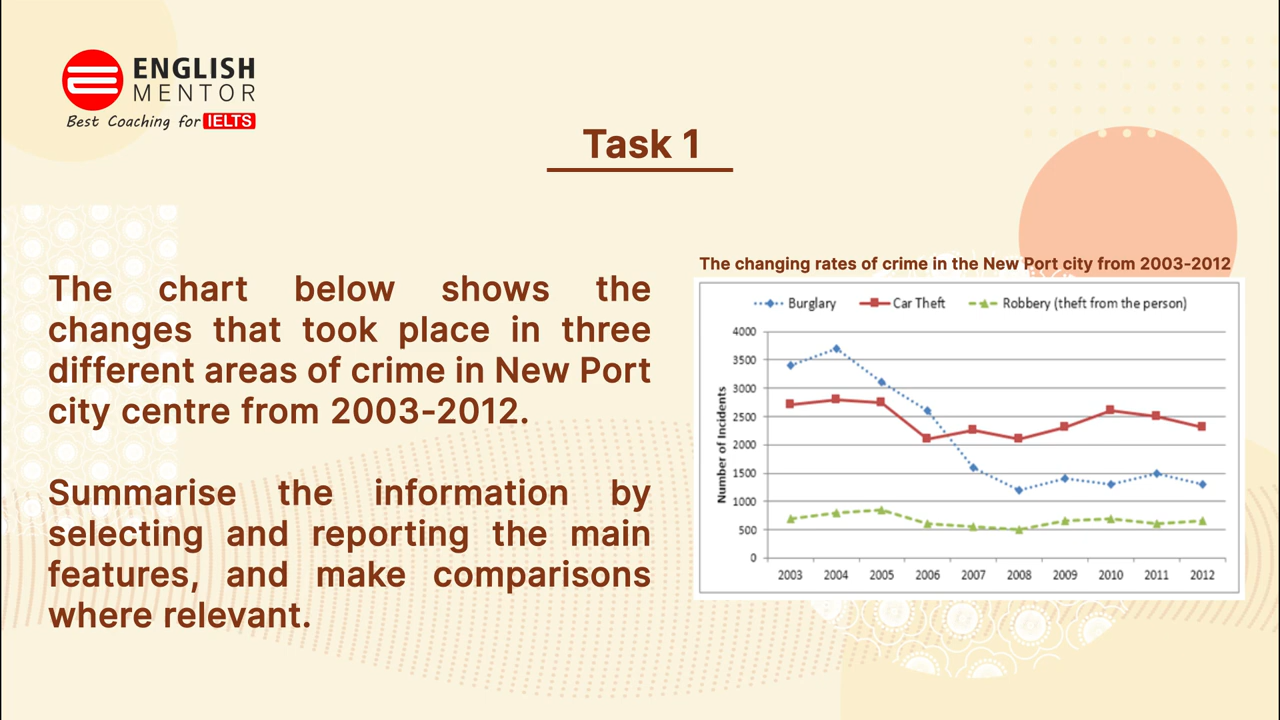 ENGLISH
MENTOR
Best Coaching for IELTS
Task 1
The chart below shows the
changes that took place in three
different areas of crime in New Port
city centre from 2003-2012.
Summarise the information by
selecting and reporting the main
features, and make comparisons
where relevant.
The changing rates of crime in the New Port city from 2003-2012
Burglary Car Theft Robbery (theft from the person)
Number of Incidents
4000
3500
3000
2500
2000
1500
1000
500
0
2003 2004 2005 2006 2007 2008 2009 2010 2011 2012